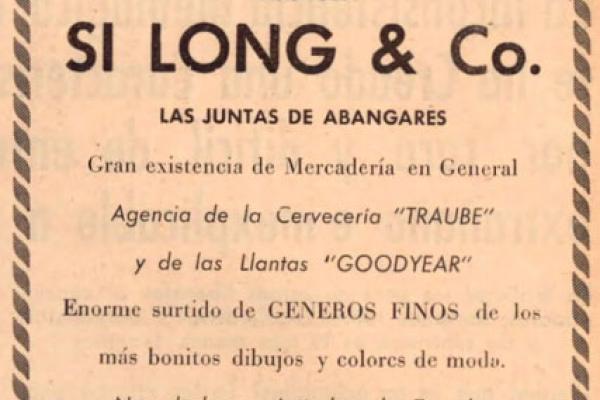 SI LONG & Co.
LAS JUNTAS DE ABANGARES
Gran existencia de Mercadería en General
Agencia de la Cervecería "TRAUBE"
y de las Llantas "GOODYEAR"
Enorme surtido de GENEROS FINOS de los
más bonitos dibujos y colores de moda.